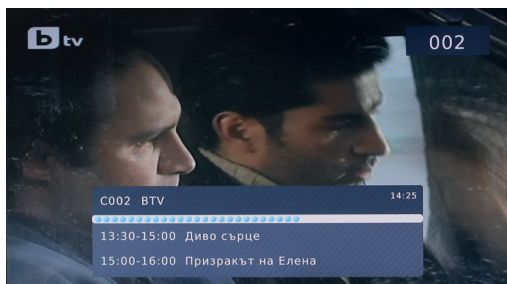 btv
002
C002 BTV 14:25
13:30-15:00 Диво сърце
15:00-16:00 Призракът на Елена